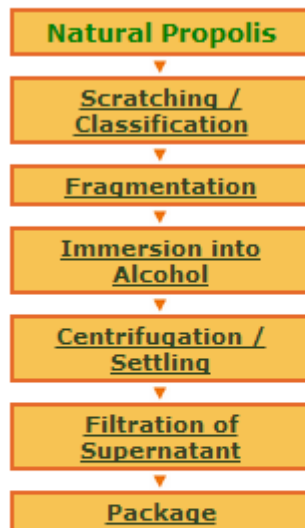 Natural Propolis
Scratching /
Classification
Fragmentation
Immersion into
Alcohol
Centrifugation /
Settling
Filtration of
Supernatant
Package